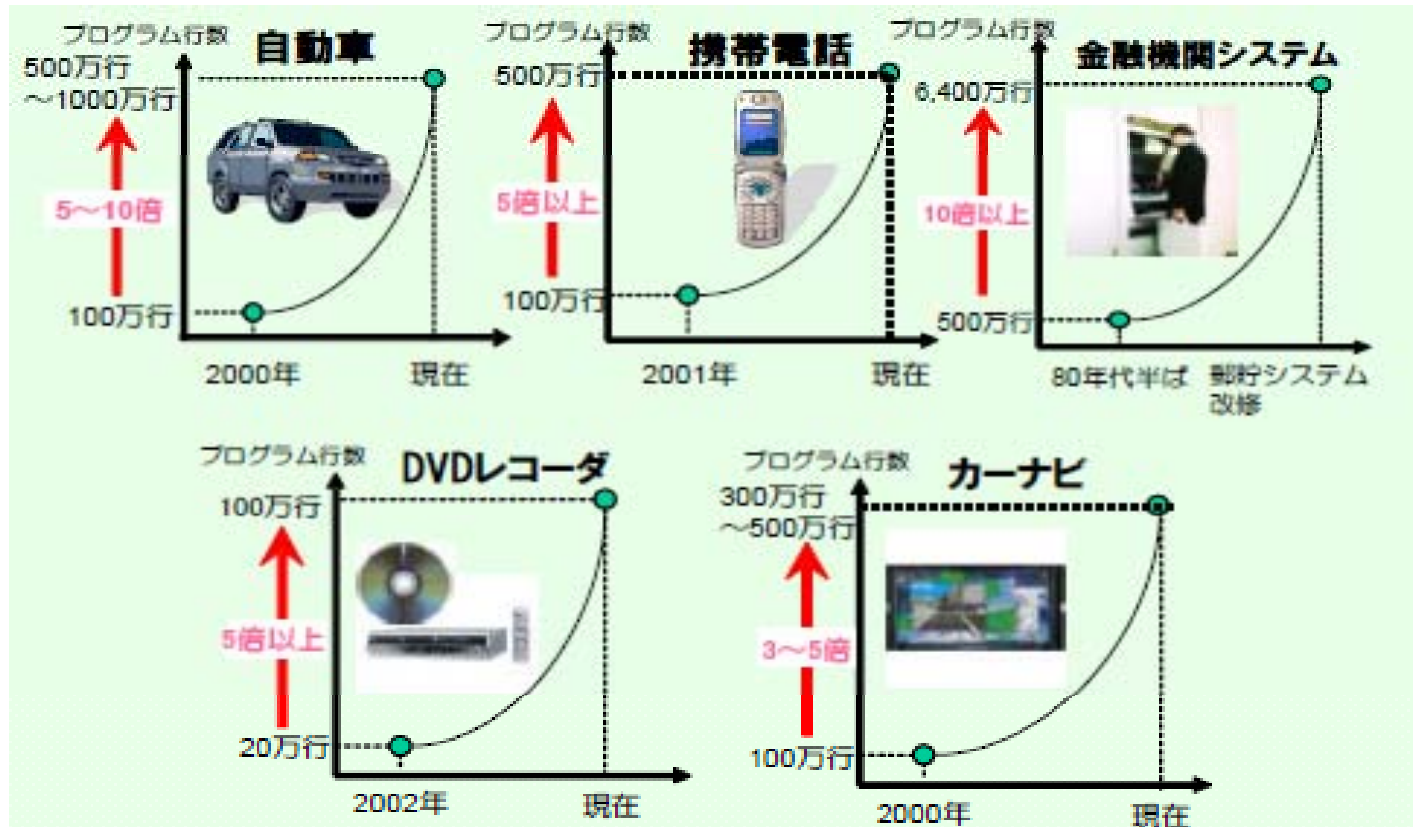 プログラム行数
自動車
500万行
～1000万行
5～10倍
100万行
2000年
現在
プログラム行数
携帯電話
500万行
5倍以上
100万行
2001年
現在
プログラム行数
金融機関システム
6,400万行
10倍以上
500万行
80年代半ば
郵貯システム
改修
プログラム行数
DVDレコーダ
100万行
5倍以上
20万行
2002年
現在
プログラム行数
カーナビ
300万行
～500万行
3～5倍
100万行
2000年
現在